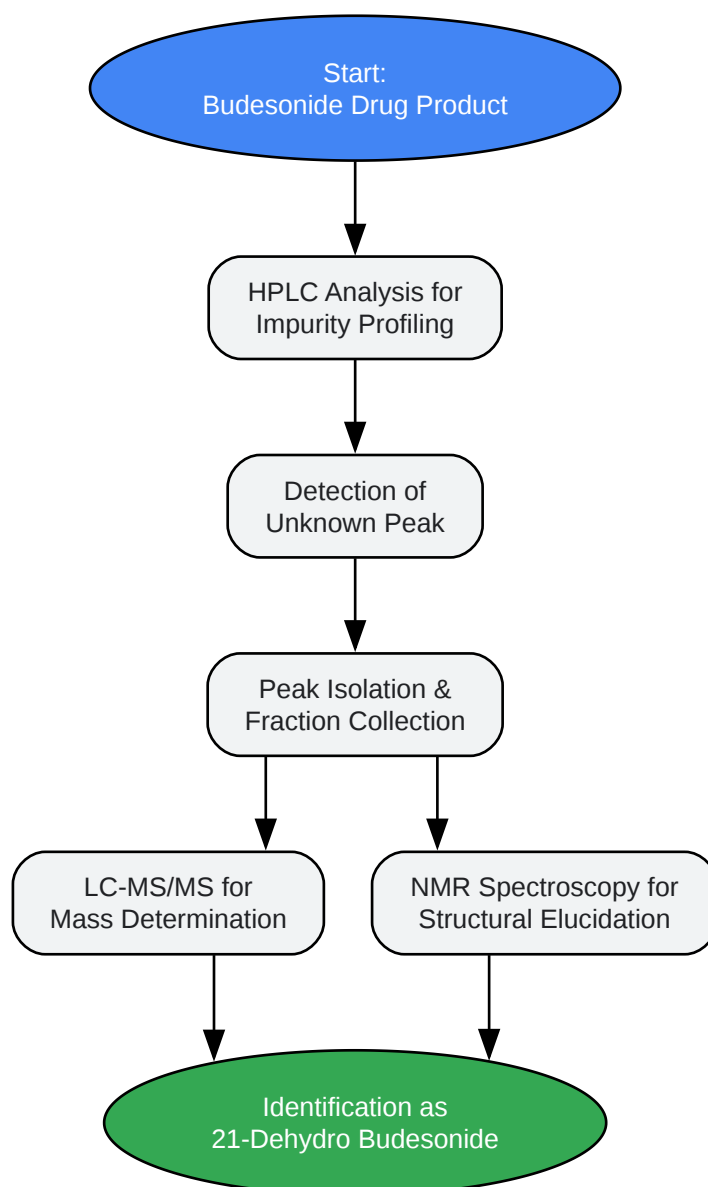 Start:
Budesonide Drug Product
HPLC Analysis for
Impurity Profiling
Detection of
Unknown Peak
Peak Isolation &
Fraction Collection
LC-MS/MS for
Mass Determination
NMR Spectroscopy for
Structural Elucidation
Identification as
21-Dehydro Budesonide